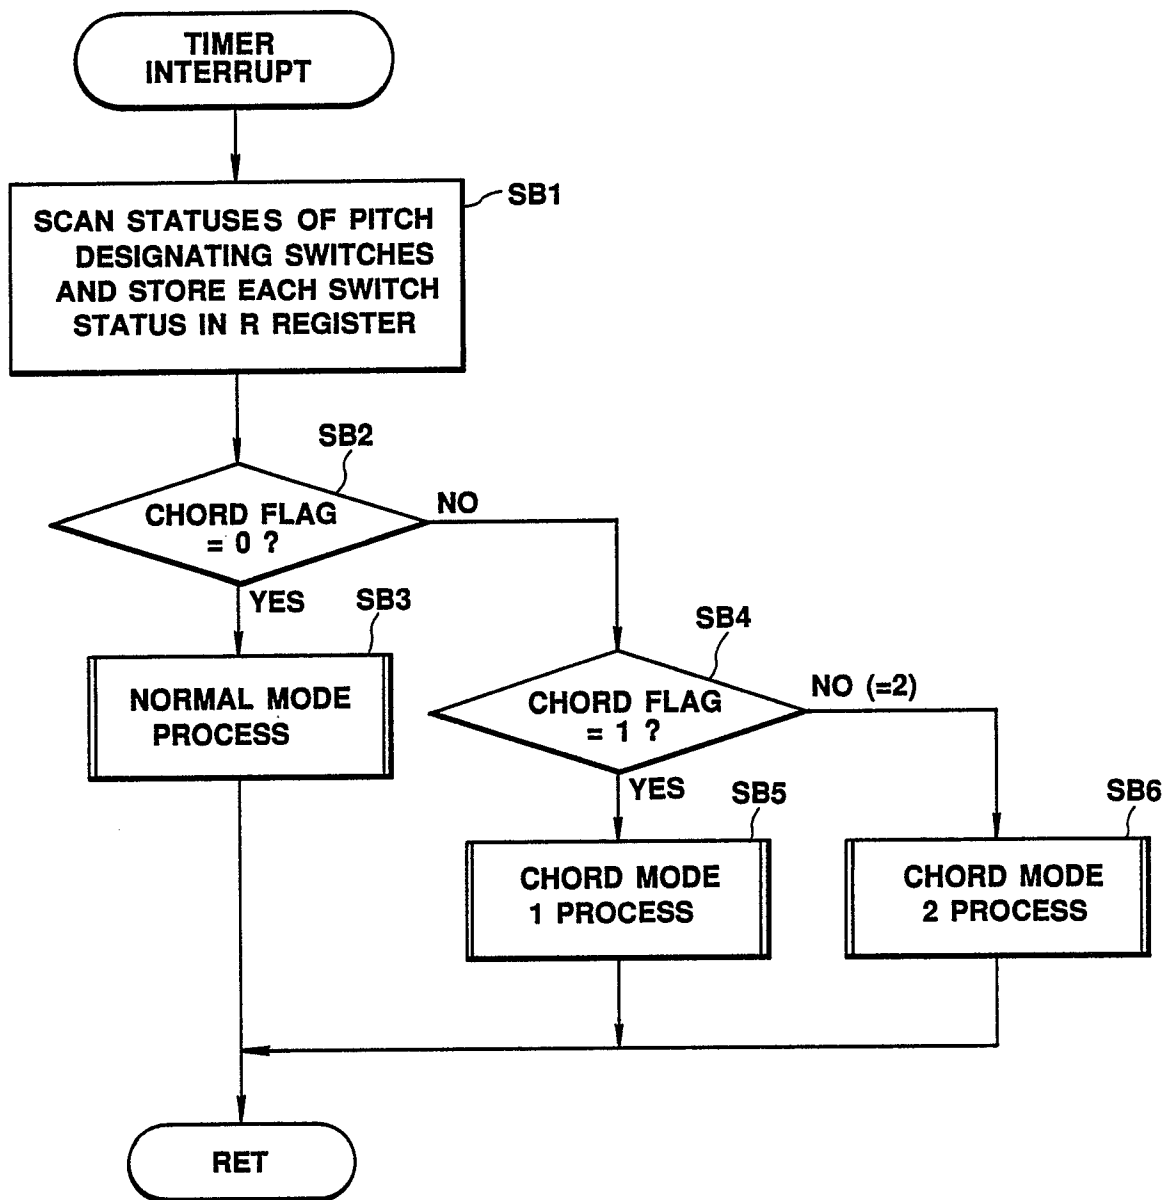 TIMER
INTERRUPT
SB1
SCAN STATUSES OF PITCH
DESIGNATING SWITCHES
AND STORE EACH SWITCH
STATUS IN R REGISTER
SB2
CHORD FLAG
= 0 ?
NO
YES
SB3
NORMAL MODE
PROCESS
SB4
CHORD FLAG
= 1 ?
NO (=2)
YES
SB5
CHORD MODE
1 PROCESS
SB6
CHORD MODE
2 PROCESS
RET